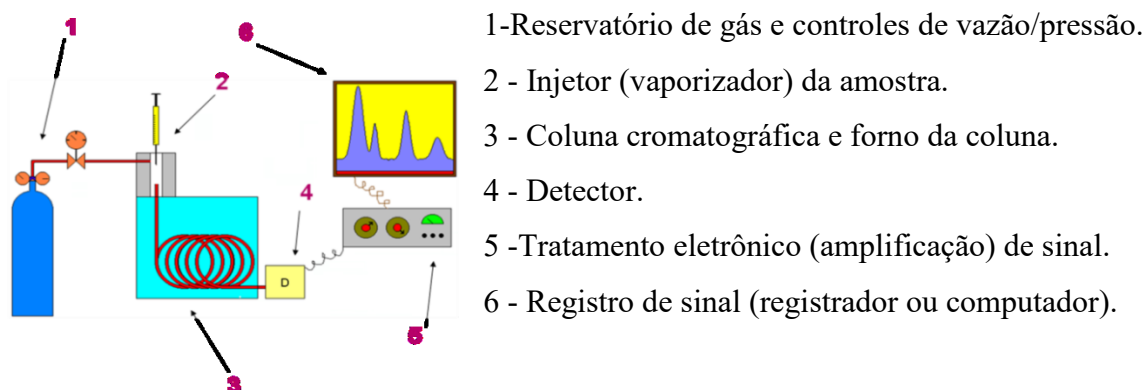 1
6
2
4
D
5
3
1-Reservatório de gás e controles de vazão/pressão.
2 - Injetor (vaporizador) da amostra.
3 - Coluna cromatográfica e forno da coluna.
4 - Detector.
5 -Tratamento eletrônico (amplificação) de sinal.
6 - Registro de sinal (registrador ou computador).